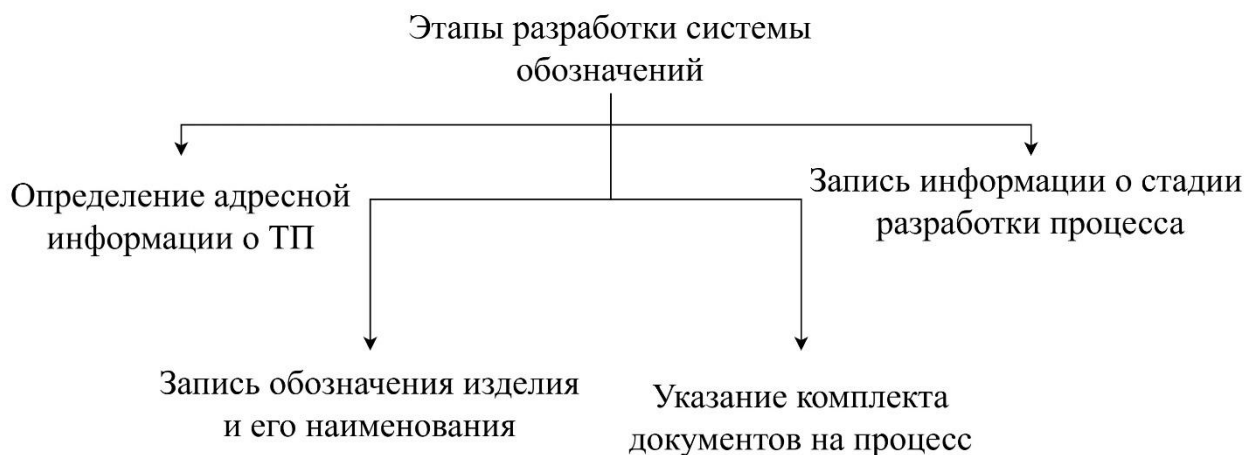 Этапы разработки системы
обозначений
Определение адресной
информации о ТП
Запись информации о стадии
разработки процесса
Запись обозначения изделия
и его наименования
Указание комплекта
документов на процесс